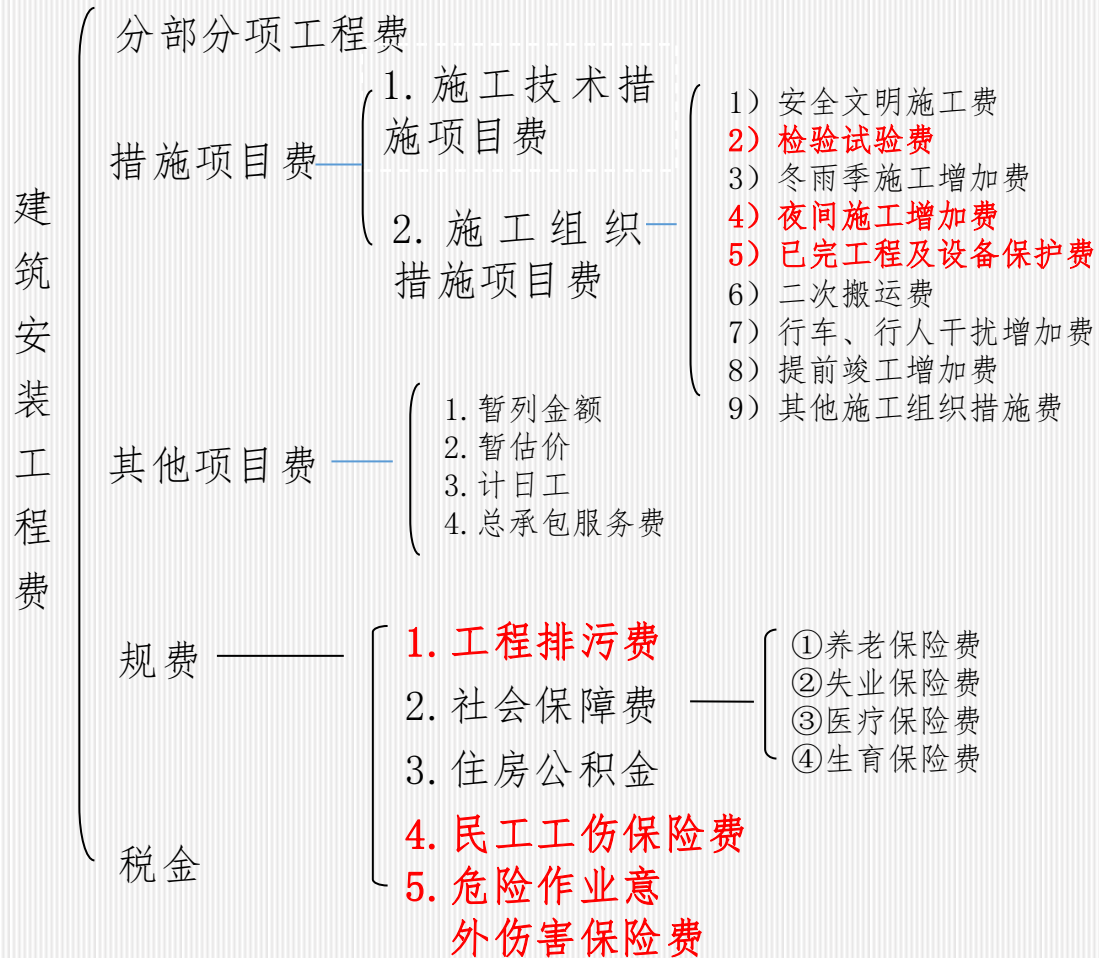 建筑安装工程费
分部分项工程费
措施项目费
1.施工技术措
施项目费
2.施工组织
措施项目费
1）安全文明施工费
2）检验试验费
3）冬雨季施工增加费
4）夜间施工增加费
5）已完工程及设备保护费
6）二次搬运费
7）行车、行人干扰增加费
8）提前竣工增加费
9）其他施工组织措施费
其他项目费
1.暂列金额
2.暂估价
3.计日工
4.总承包服务费
规费
1.工程排污费
2.社会保障费
①养老保险费
②失业保险费
③医疗保险费
④生育保险费
3.住房公积金
4.民工工伤保险费
5.危险作业意
外伤害保险费
税金